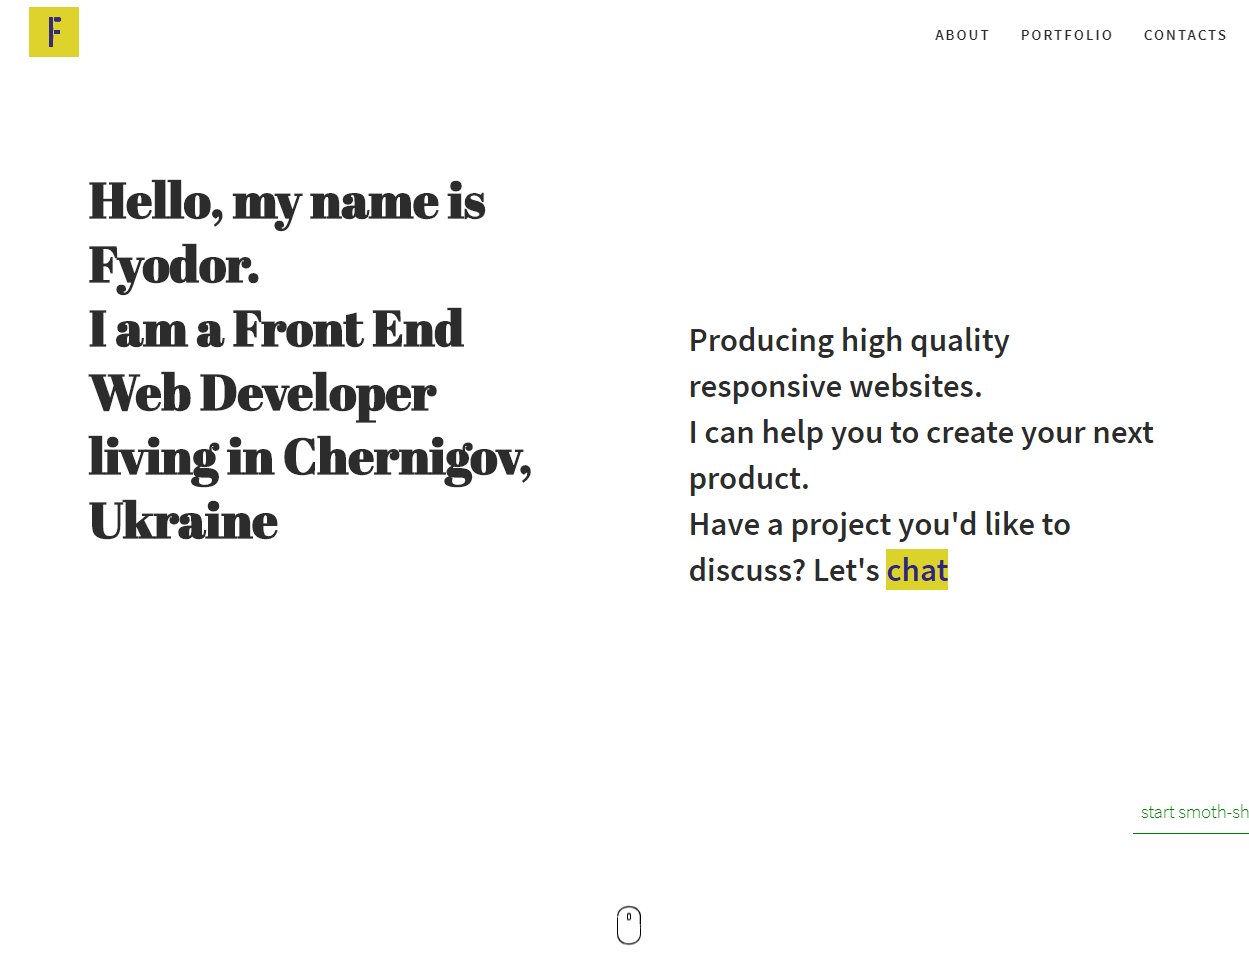 F
ABOUT PORTFOLIO CONTACTS
Hello, my name is
Fyodor.
I am a Front End
Web Developer
living in Chernigov,
Ukraine
Producing high quality
responsive websites.
I can help you to create your next
product.
Have a project you'd like to
discuss? Let's chat
start smoth-sh